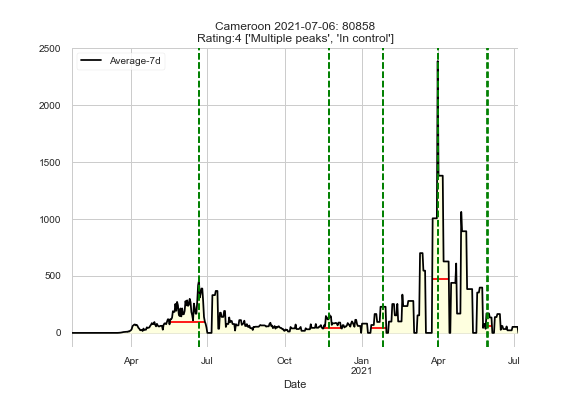 Cameroon 2021-07-06: 80858
Rating:4 ['Multiple peaks', 'In control']
Average-7d
2500
2000
1500
1000
500
0
Apr Jul Oct Jan Apr Jul
2021
Date